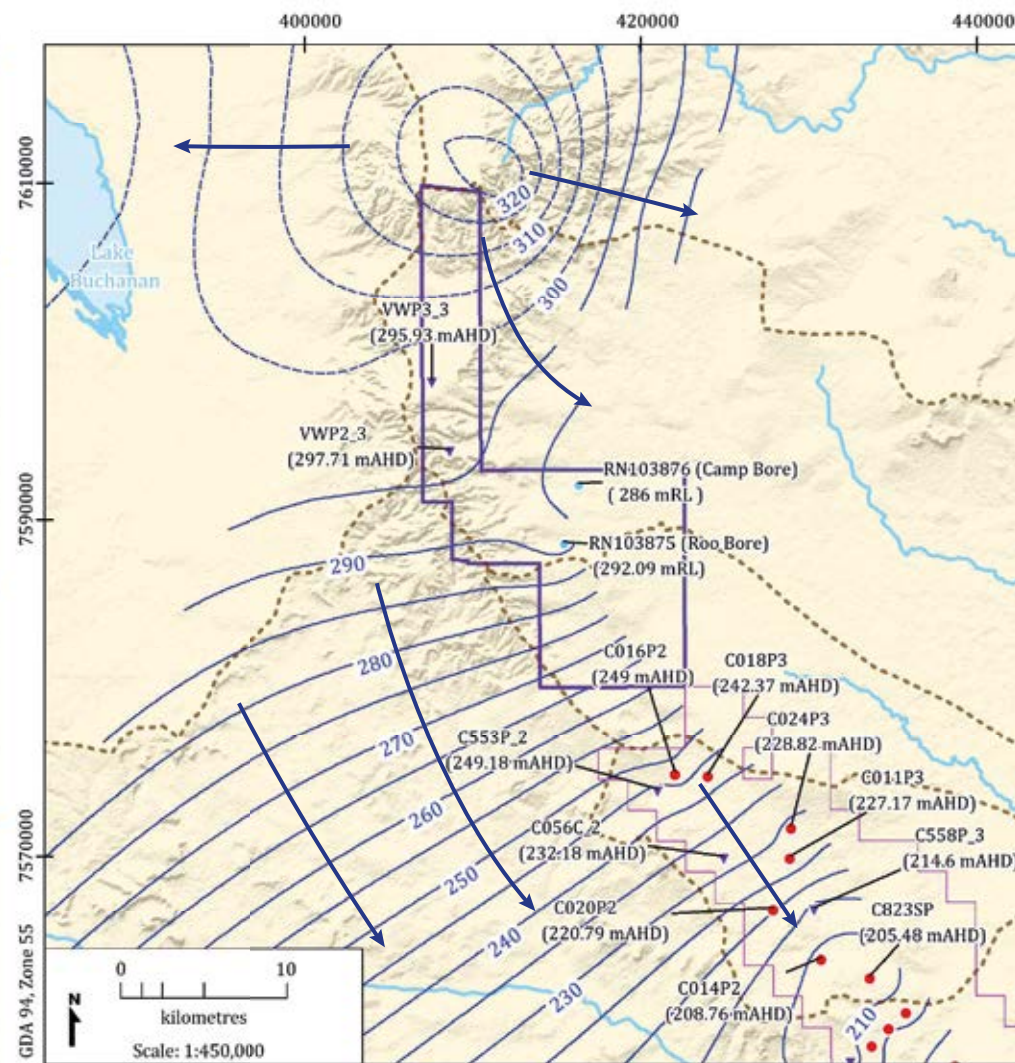 400000
420000
440000
7610000
7590000
7570000
GDA 94, Zone 55
Lake
Buchanan
320
310
300
VWP3_3
(295.93 mAHD)
VWP2_3
(297.71 mAHD)
RN103876 (Camp Bore)
( 286 mRL )
RN103875 (Roo Bore)
(292.09 mRL)
290
280
270
260
250
240
230
210
C016P2
(249 mAHD)
C018P3
(242.37 mAHD)
C024P3
(228.82 mAHD)
C553P_2
(249.18 mAHD)
C011P3
(227.17 mAHD)
C056C_2
(232.18 mAHD)
C558P_3
(214.6 mAHD)
C020P2
(220.79 mAHD)
C823SP
(205.48 mAHD)
C014P2
(208.76 mAHD)
0
10
N
kilometres
Scale: 1:450,000